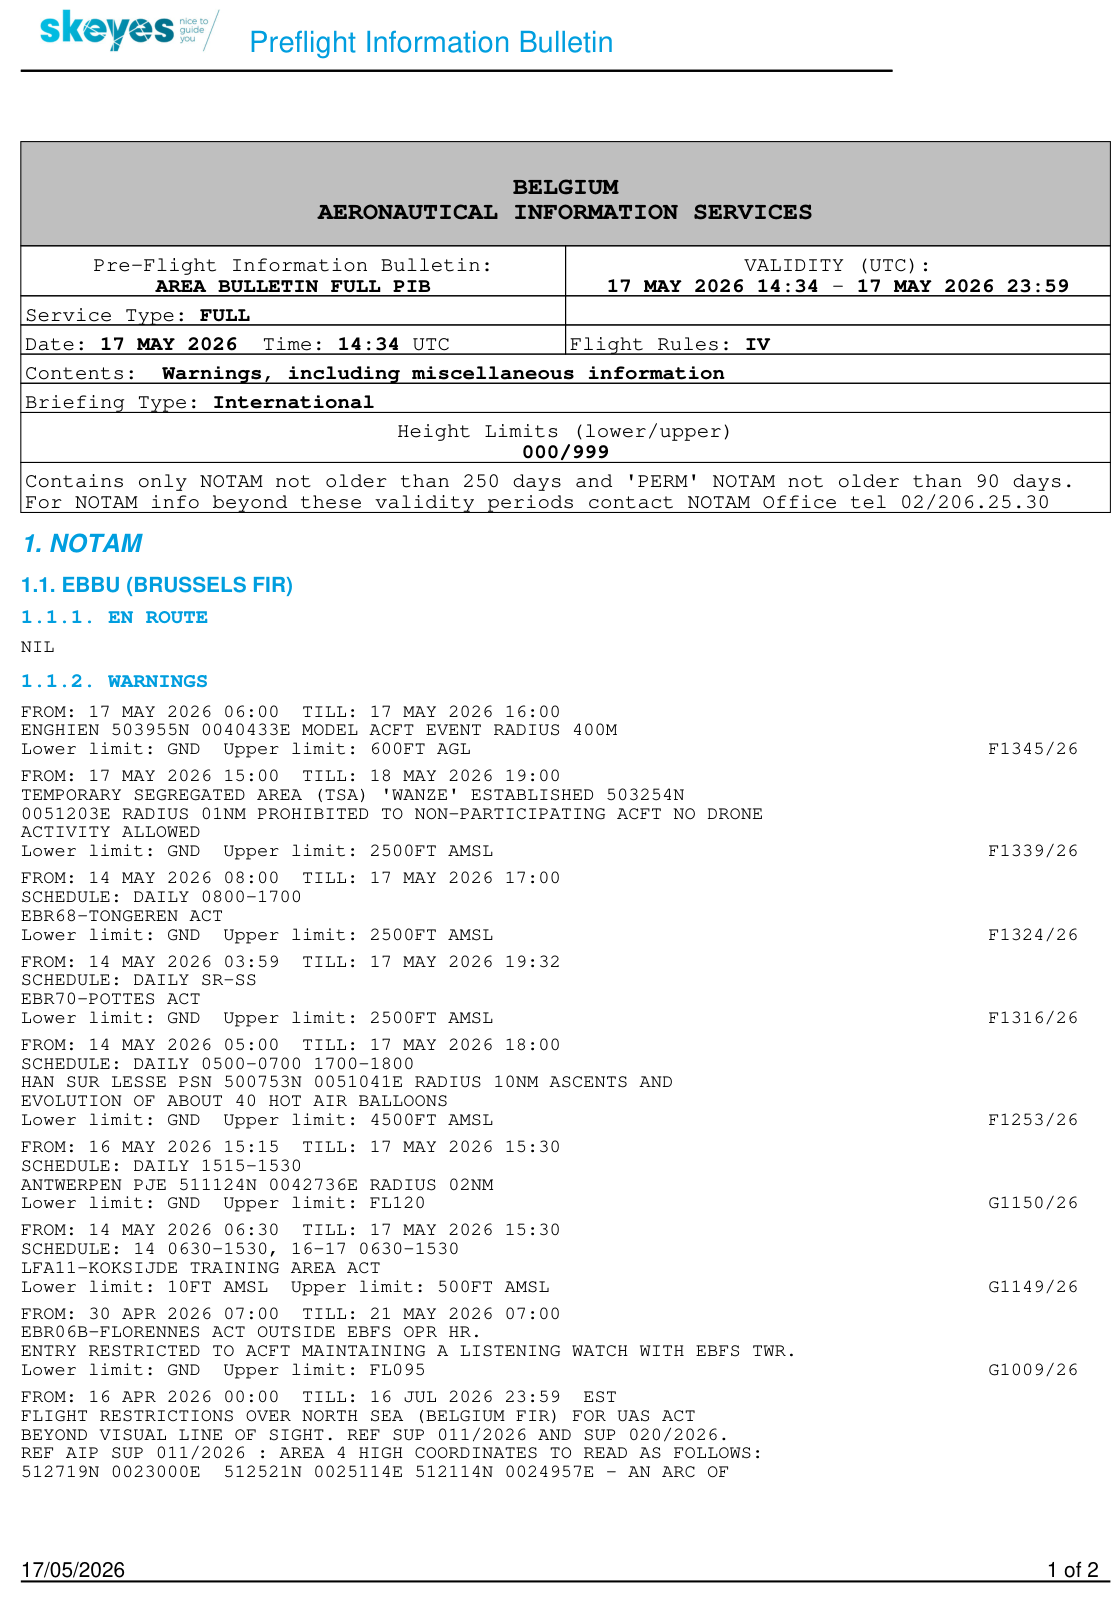 skeyes nice to guide you
Preflight Information Bulletin
BELGIUM
AERONAUTICAL INFORMATION SERVICES
Pre-Flight Information Bulletin:
AREA BULLETIN FULL PIB
VALIDITY (UTC):
17 MAY 2026 14:34 - 17 MAY 2026 23:59
Service Type: FULL
Date: 17 MAY 2026  Time: 14:34 UTC
Flight Rules: IV
Contents:  Warnings, including miscellaneous information
Briefing Type: International
Height Limits (lower/upper)
000/999
Contains only NOTAM not older than 250 days and 'PERM' NOTAM not older than 90 days.
For NOTAM info beyond these validity periods contact NOTAM Office tel 02/206.25.30
1. NOTAM
1.1. EBBU (BRUSSELS FIR)
1.1.1. EN ROUTE
NIL
1.1.2. WARNINGS
FROM: 17 MAY 2026 06:00  TILL: 17 MAY 2026 16:00
ENGHIEN 503955N 0040433E MODEL ACFT EVENT RADIUS 400M
Lower limit: GND  Upper limit: 600FT AGL F1345/26
FROM: 17 MAY 2026 15:00  TILL: 18 MAY 2026 19:00
TEMPORARY SEGREGATED AREA (TSA) 'WANZE' ESTABLISHED 503254N
0051203E RADIUS 01NM PROHIBITED TO NON-PARTICIPATING ACFT NO DRONE
ACTIVITY ALLOWED
Lower limit: GND  Upper limit: 2500FT AMSL F1339/26
FROM: 14 MAY 2026 08:00  TILL: 17 MAY 2026 17:00
SCHEDULE: DAILY 0800-1700
EBR68-TONGEREN ACT
Lower limit: GND  Upper limit: 2500FT AMSL F1324/26
FROM: 14 MAY 2026 03:59  TILL: 17 MAY 2026 19:32
SCHEDULE: DAILY SR-SS
EBR70-POTTES ACT
Lower limit: GND  Upper limit: 2500FT AMSL F1316/26
FROM: 14 MAY 2026 05:00  TILL: 17 MAY 2026 18:00
SCHEDULE: DAILY 0500-0700 1700-1800
HAN SUR LESSE PSN 500753N 0051041E RADIUS 10NM ASCENTS AND
EVOLUTION OF ABOUT 40 HOT AIR BALLOONS
Lower limit: GND  Upper limit: 4500FT AMSL F1253/26
FROM: 16 MAY 2026 15:15  TILL: 17 MAY 2026 15:30
SCHEDULE: DAILY 1515-1530
ANTWERPEN PJE 511124N 0042736E RADIUS 02NM
Lower limit: GND  Upper limit: FL120 G1150/26
FROM: 14 MAY 2026 06:30  TILL: 17 MAY 2026 15:30
SCHEDULE: 14 0630-1530, 16-17 0630-1530
LFA11-KOKSIJDE TRAINING AREA ACT
Lower limit: 10FT AMSL  Upper limit: 500FT AMSL G1149/26
FROM: 30 APR 2026 07:00  TILL: 21 MAY 2026 07:00
EBR06B-FLORENNES ACT OUTSIDE EBFS OPR HR.
ENTRY RESTRICTED TO ACFT MAINTAINING A LISTENING WATCH WITH EBFS TWR.
Lower limit: GND  Upper limit: FL095 G1009/26
FROM: 16 APR 2026 00:00  TILL: 16 JUL 2026 23:59  EST
FLIGHT RESTRICTIONS OVER NORTH SEA (BELGIUM FIR) FOR UAS ACT
BEYOND VISUAL LINE OF SIGHT. REF SUP 011/2026 AND SUP 020/2026.
REF AIP SUP 011/2026 : AREA 4 HIGH COORDINATES TO READ AS FOLLOWS:
512719N 0023000E  512521N 0025114E 512114N 0024957E - AN ARC OF
17/05/2026
1 of 2